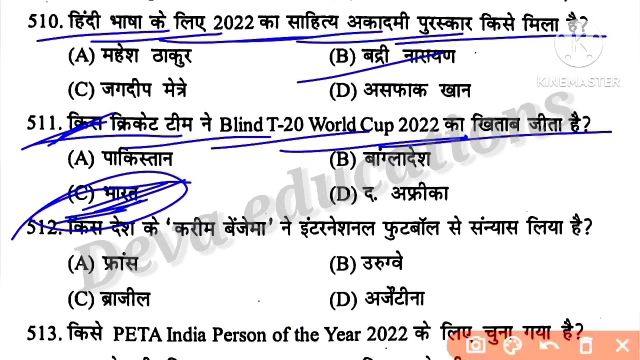 510. हिंदी भाषा के लिए 2022 का साहित्य अकादमी पुरस्कार किसे मिला है?
(A) महेश ठाकुर (B) बद्री नारायण
(C) जगदीप मेत्रे (D) असफाक खान
511. किस क्रिकेट टीम ने Blind T-20 World Cup 2022 का खिताब जीता है?
(A) पाकिस्तान (B) बांग्लादेश
(C) भारत (D) द. अफ्रीका
512. किस देश के 'करीम बेंजेमा' ने इंटरनेशनल फुटबॉल से संन्यास लिया है?
(A) फ्रांस (B) उरुग्वे
(C) ब्राजील (D) अर्जेंटीना
513. किसे PETA India Person of the Year 2022 के लिए चुना गया है?
Deva educations
KINEMASTER